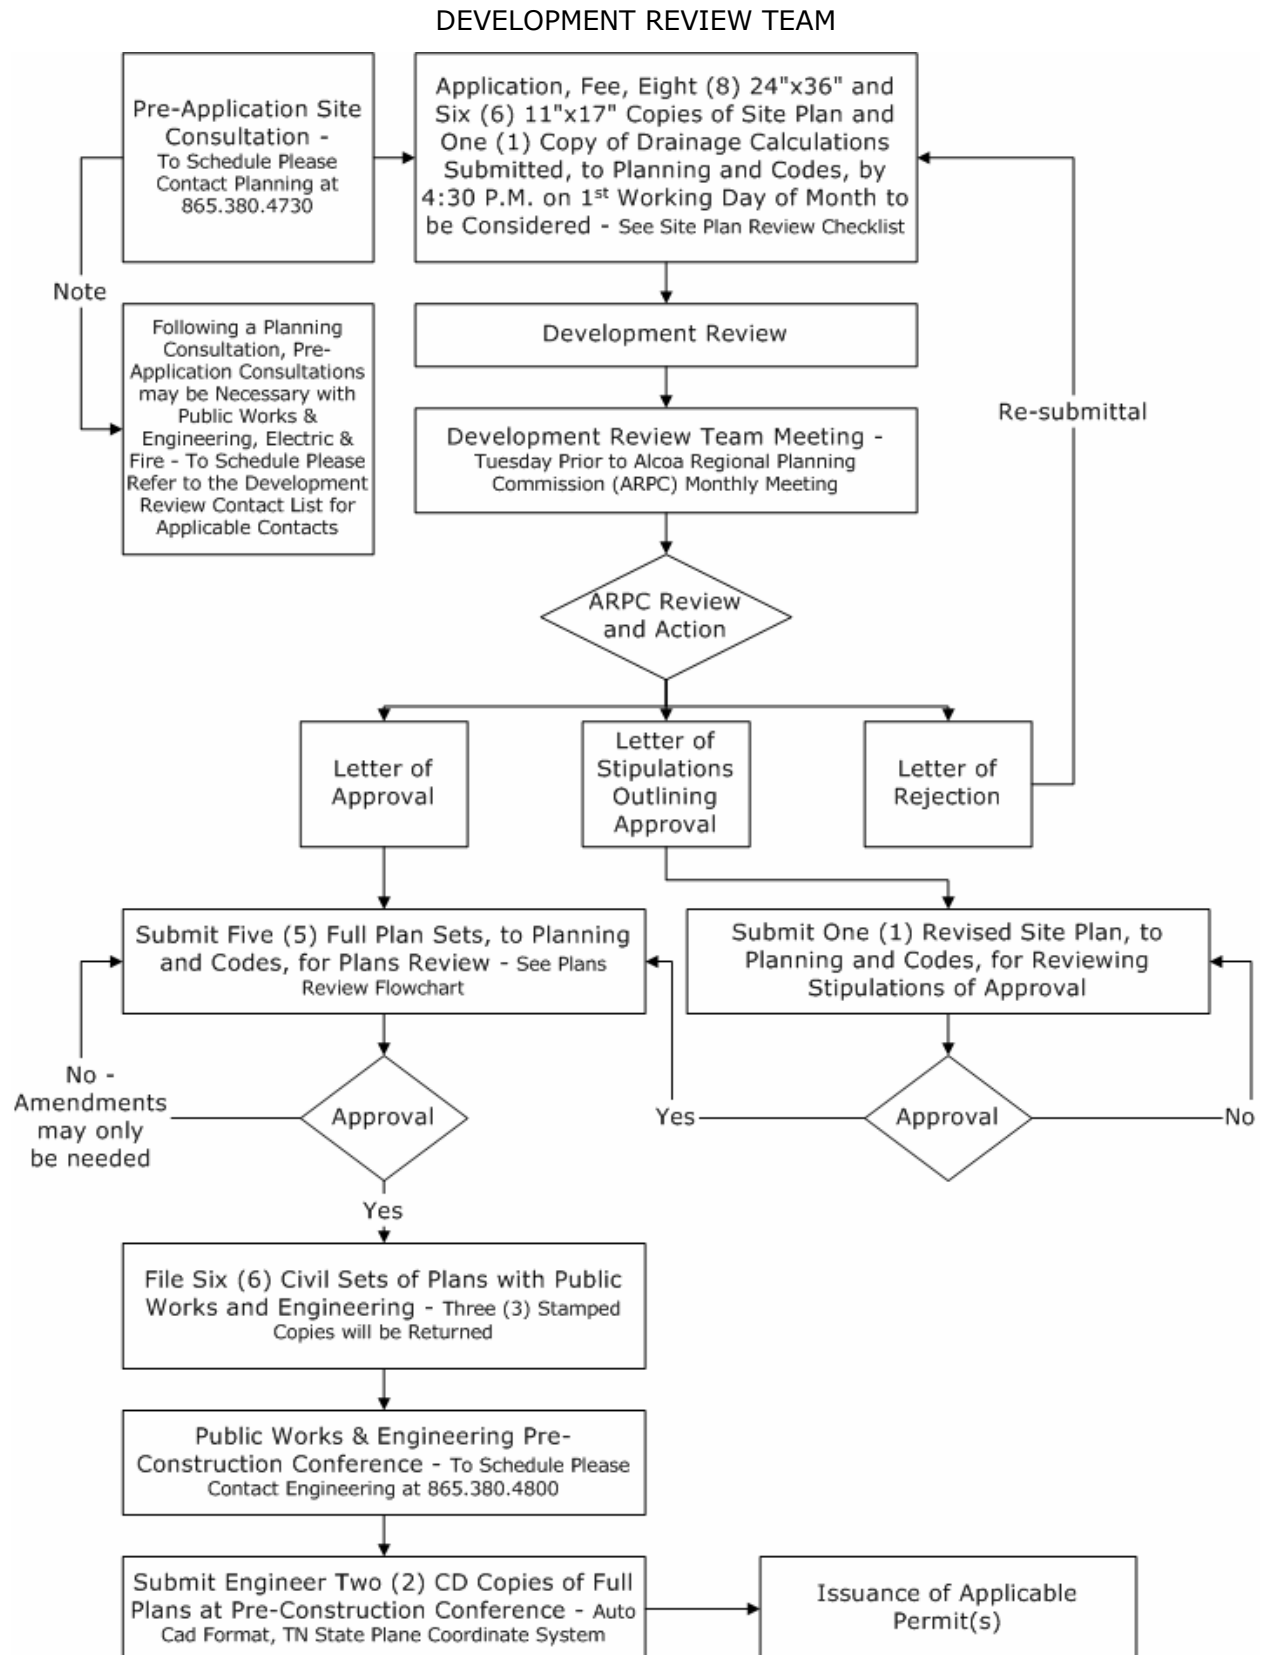 DEVELOPMENT REVIEW TEAM
Pre-Application Site
Consultation -
To Schedule Please
Contact Planning at
865.380.4730
Application, Fee, Eight (8) 24"x36" and
Six (6) 11"x17" Copies of Site Plan and
One (1) Copy of Drainage Calculations
Submitted, to Planning and Codes, by
4:30 P.M. on 1st Working Day of Month to
be Considered - See Site Plan Review Checklist
Note
Following a Planning
Consultation, Pre-
Application Consultations
may be Necessary with
Public Works &
Engineering, Electric &
Fire - To Schedule Please
Refer to the Development
Review Contact List for
Applicable Contacts
Development Review
Re-submittal
Development Review Team Meeting -
Tuesday Prior to Alcoa Regional Planning
Commission (ARPC) Monthly Meeting
ARPC Review
and Action
Letter of
Approval
Letter of
Stipulations
Outlining
Approval
Letter of
Rejection
Submit Five (5) Full Plan Sets, to Planning
and Codes, for Plans Review - See Plans
Review Flowchart
Submit One (1) Revised Site Plan, to
Planning and Codes, for Reviewing
Stipulations of Approval
No -
Amendments
may only
be needed
Approval
Yes
Approval
No
Yes
File Six (6) Civil Sets of Plans with Public
Works and Engineering - Three (3) Stamped
Copies will be Returned
Public Works & Engineering Pre-
Construction Conference - To Schedule Please
Contact Engineering at 865.380.4800
Submit Engineer Two (2) CD Copies of Full
Plans at Pre-Construction Conference - Auto
Cad Format, TN State Plane Coordinate System
Issuance of Applicable
Permit(s)